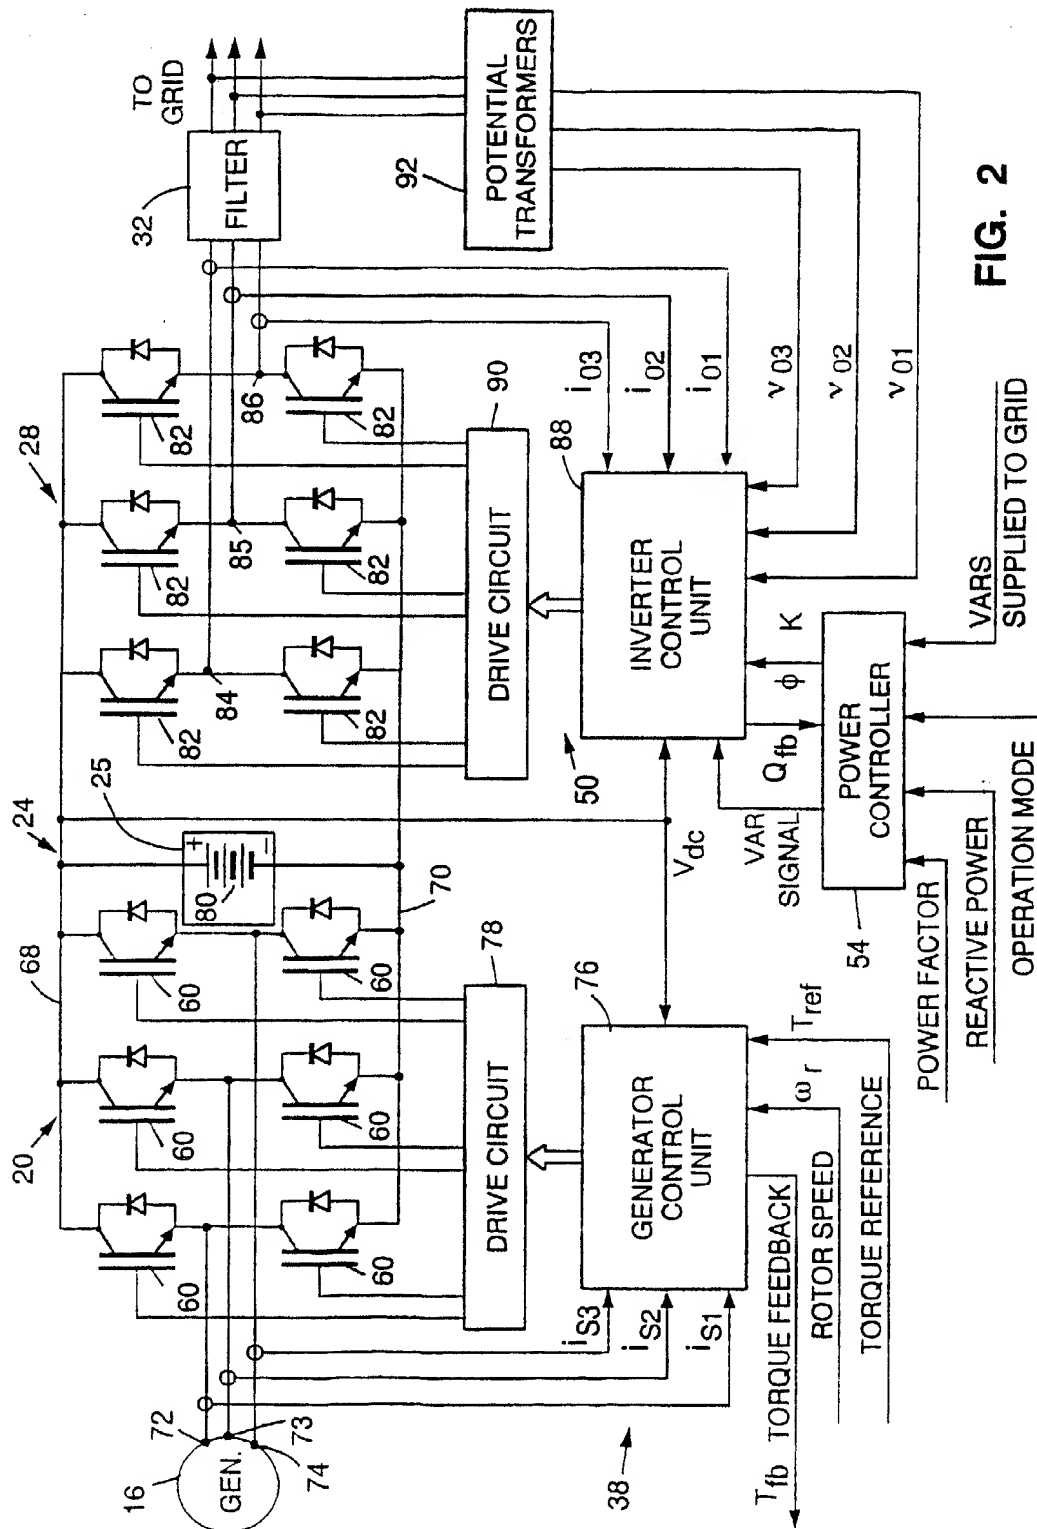 TO
GRID
32
FILTER
92
POTENTIAL
TRANSFORMERS
28
82
82
86
82
82
85
82
82
84
90
DRIVE CIRCUIT
88
INVERTER
CONTROL
UNIT
50
i03
i02
i01
v03
v02
v01
24
25
+
−
80
68
70
20
60
60
60
60
60
60
78
DRIVE CIRCUIT
76
GENERATOR
CONTROL
UNIT
Vdc
VAR
SIGNAL
Qfb
ϕ
K
POWER
CONTROLLER
54
VARS
SUPPLIED TO GRID
OPERATION MODE
REACTIVE POWER
POWER FACTOR
16
GEN.
72
73
74
38
iS3
iS2
iS1
Tref
ωr
Tfb TORQUE FEEDBACK
ROTOR SPEED
TORQUE REFERENCE
FIG. 2